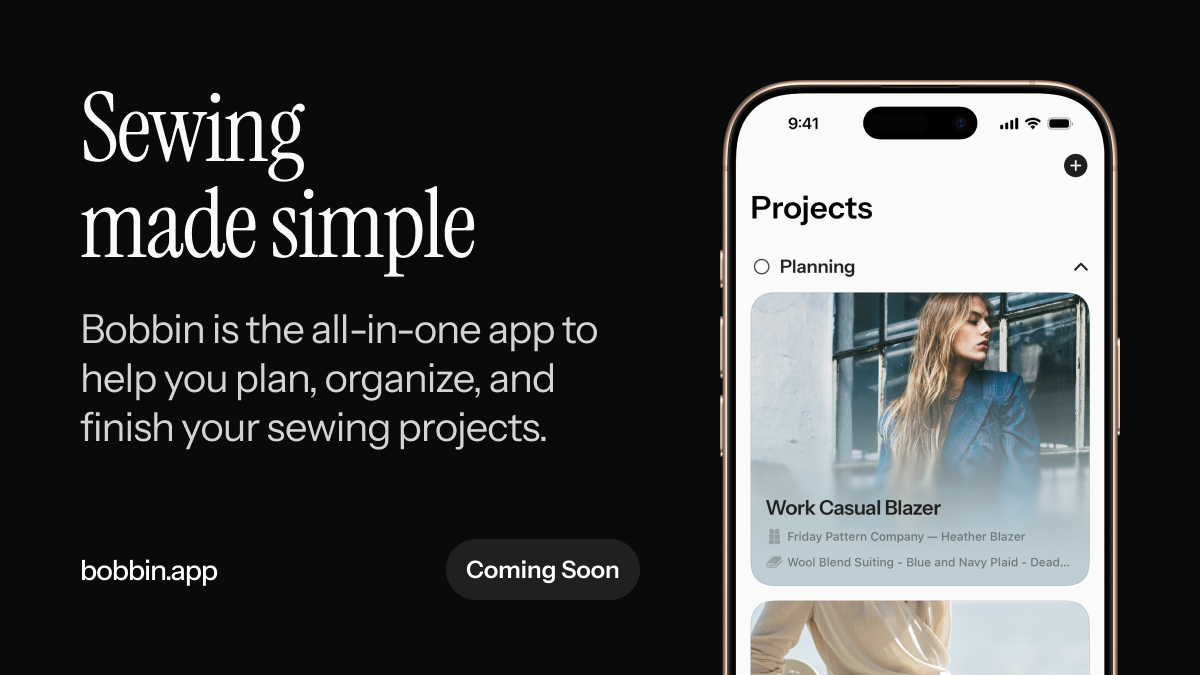 Sewing
made simple
Bobbin is the all-in-one app to
help you plan, organize, and
finish your sewing projects.
bobbin.app
Coming Soon
9:41
Projects
Planning
Work Casual Blazer
Friday Pattern Company — Heather Blazer
Wool Blend Suiting - Blue and Navy Plaid - Dead...